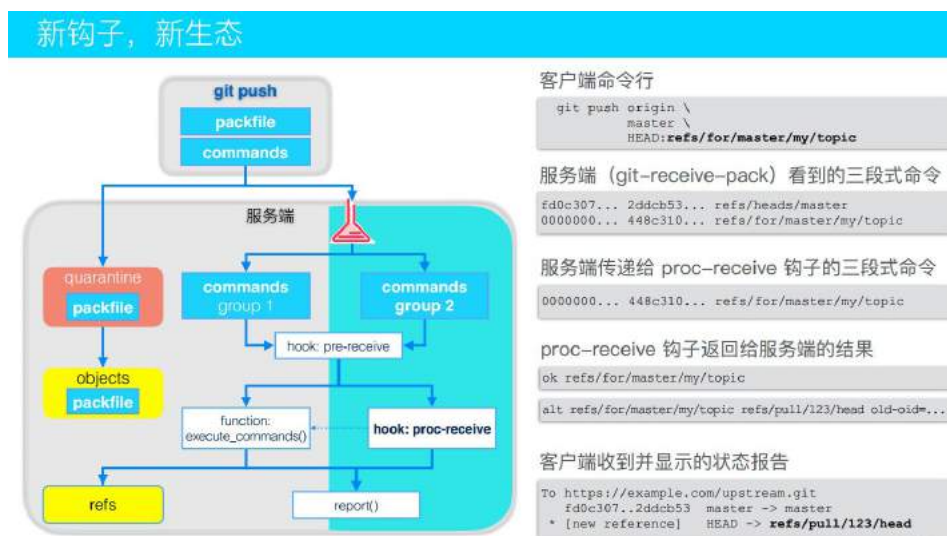 新钩子，新生态
git push
packfile
commands
服务端
quarantine
packfile
commands
group 1
commands
group 2
hook: pre-receive
objects
packfile
function:
execute_commands()
hook: proc-receive
refs
report()
客户端命令行
git push origin \
master \
HEAD:refs/for/master/my/topic
服务端（git-receive-pack）看到的三段式命令
fd0c307... 2ddcb53... refs/heads/master
0000000... 448c310... refs/for/master/my/topic
服务端传递给 proc-receive 钩子的三段式命令
0000000... 448c310... refs/for/master/my/topic
proc-receive 钩子返回给服务端的结果
ok refs/for/master/my/topic
alt refs/for/master/my/topic refs/pull/123/head old-oid=...
客户端收到并显示的状态报告
To https://example.com/upstream.git
fd0c307..2ddcb53 master -> master
* [new reference] HEAD -> refs/pull/123/head